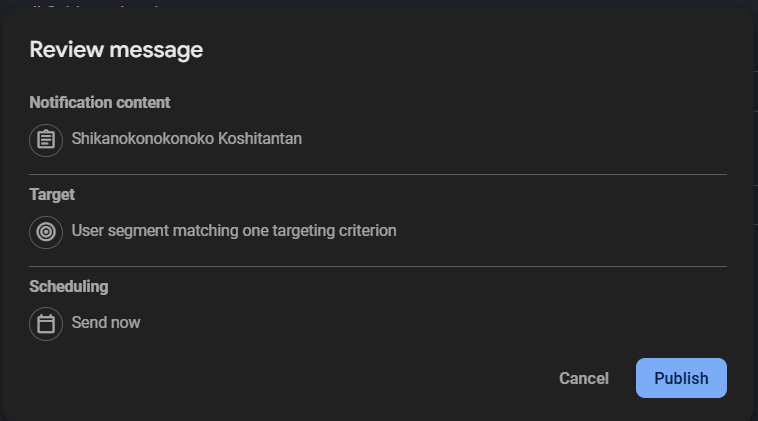 Review message
Notification content
Shikanokonokonoko Koshitantan
Target
User segment matching one targeting criterion
Scheduling
Send now
Cancel Publish